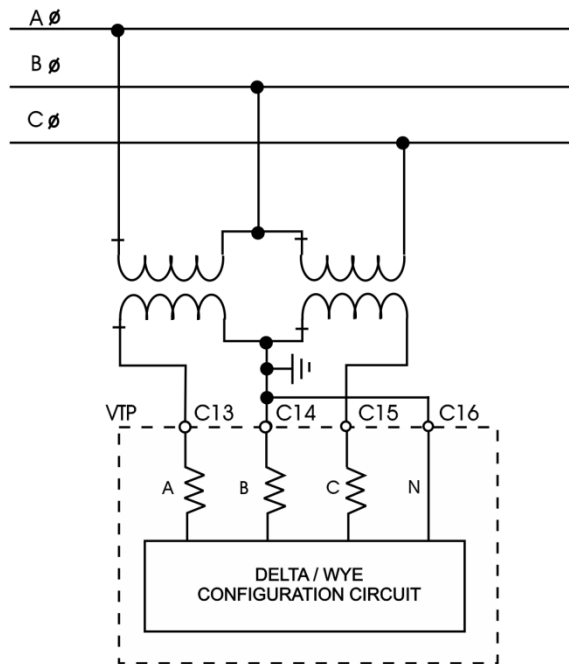 A ø
B ø
C ø
VTP C13 C14 C15 C16
A B C N
DELTA / WYE
CONFIGURATION CIRCUIT